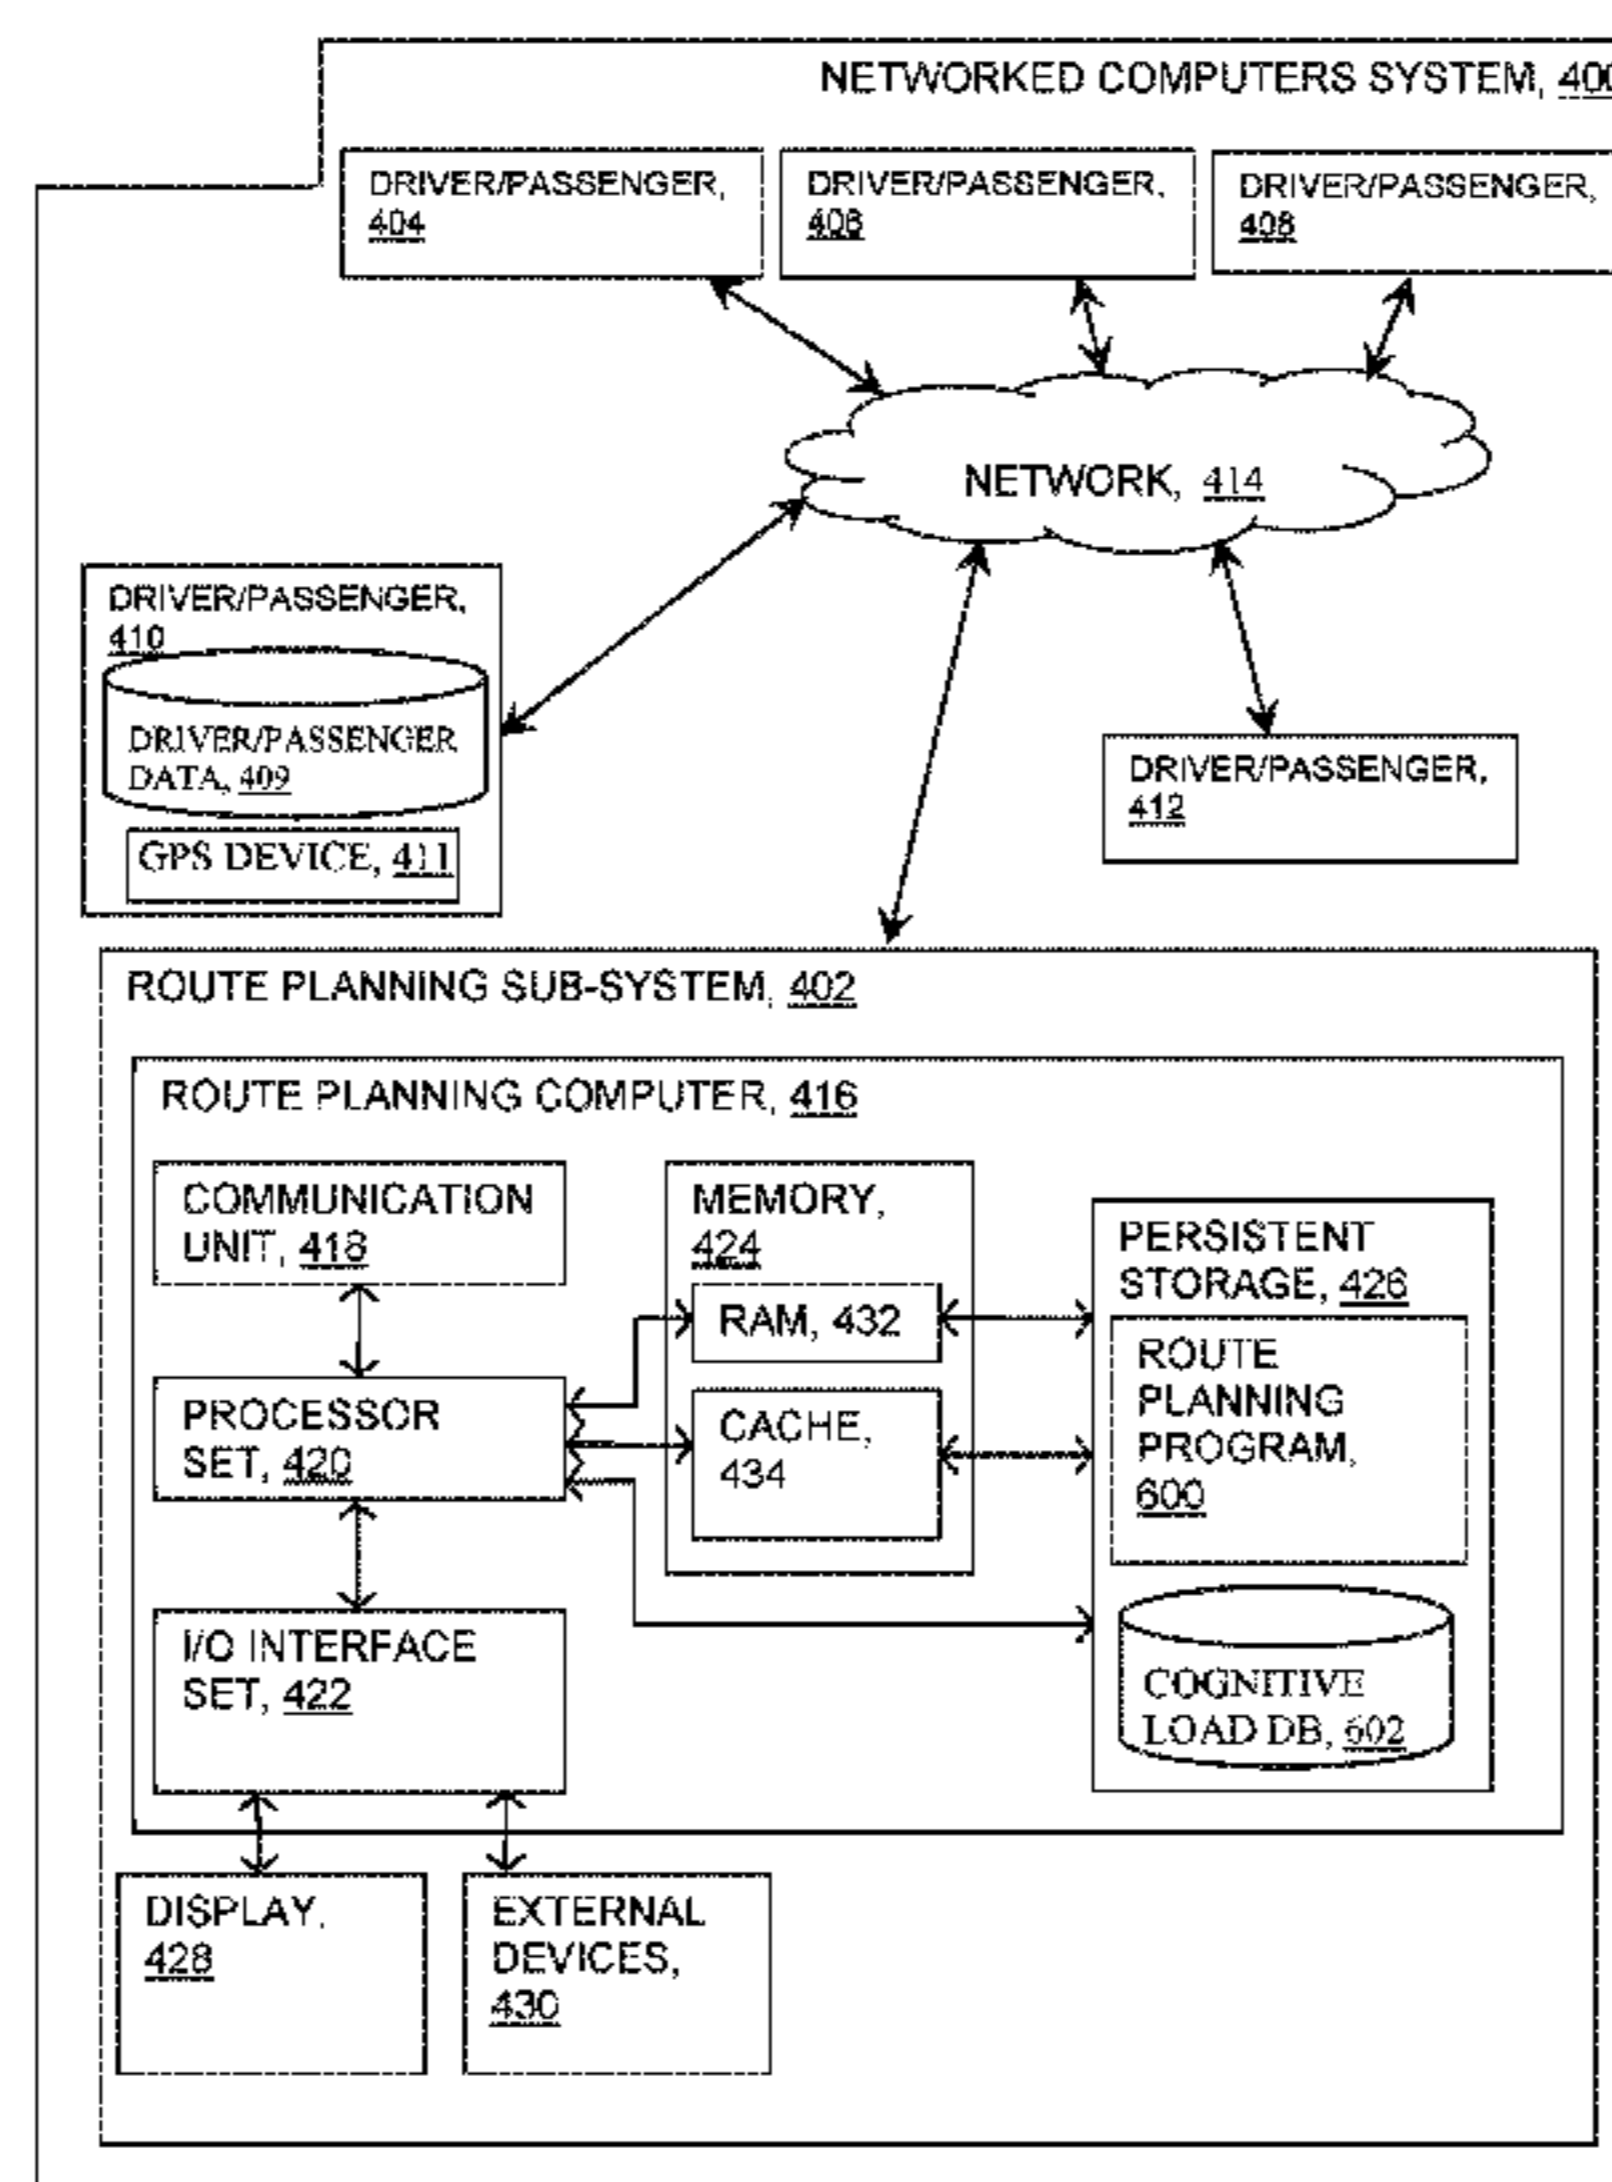 NETWORKED COMPUTERS SYSTEM, 400
DRIVER/PASSENGER,
404
DRIVER/PASSENGER,
406
DRIVER/PASSENGER,
408
NETWORK, 414
DRIVER/PASSENGER,
410
DRIVER/PASSENGER
DATA, 409
GPS DEVICE, 411
DRIVER/PASSENGER,
412
ROUTE PLANNING SUB-SYSTEM, 402
ROUTE PLANNING COMPUTER, 416
COMMUNICATION
UNIT, 418
MEMORY,
424
RAM, 432
CACHE,
434
PERSISTENT
STORAGE, 426
ROUTE
PLANNING
PROGRAM,
600
PROCESSOR
SET, 420
I/O INTERFACE
SET, 422
COGNITIVE
LOAD DB, 602
DISPLAY,
428
EXTERNAL
DEVICES,
430